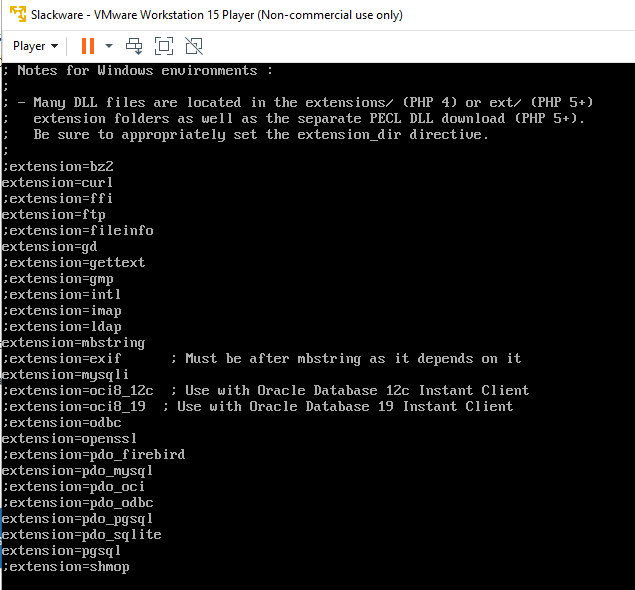 Slackware - VMware Workstation 15 Player (Non-commercial use only)
Player
; Notes for Windows environments :
;
; - Many DLL files are located in the extensions/ (PHP 4) or ext/ (PHP 5+)
;   extension folders as well as the separate PECL DLL download (PHP 5+).
;   Be sure to appropriately set the extension_dir directive.
;
;extension=bz2
extension=curl
;extension=ffi
extension=ftp
;extension=fileinfo
extension=gd
;extension=gettext
;extension=gmp
;extension=intl
;extension=imap
;extension=ldap
extension=mbstring
;extension=exif      ; Must be after mbstring as it depends on it
extension=mysqli
;extension=oci8_12c  ; Use with Oracle Database 12c Instant Client
;extension=oci8_19  ; Use with Oracle Database 19 Instant Client
;extension=odbc
extension=openssl
;extension=pdo_firebird
extension=pdo_mysql
;extension=pdo_oci
;extension=pdo_odbc
extension=pdo_pgsql
extension=pdo_sqlite
extension=pgsql
;extension=shmop